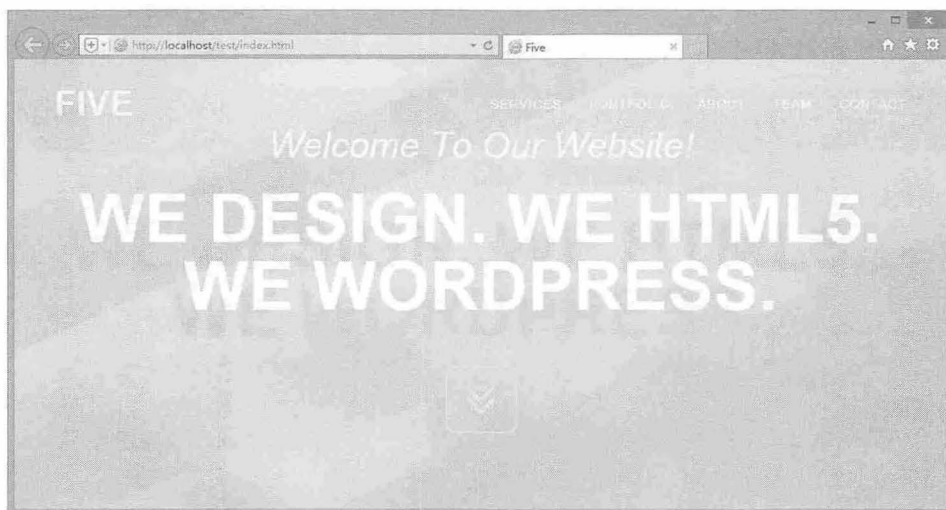 http://localhost/test/index.html
Five
FIVE
SERVICES PORTFOLIO ABOUT TEAM CONTACT
Welcome To Our Website!
WE DESIGN. WE HTML5.
WE WORDPRESS.